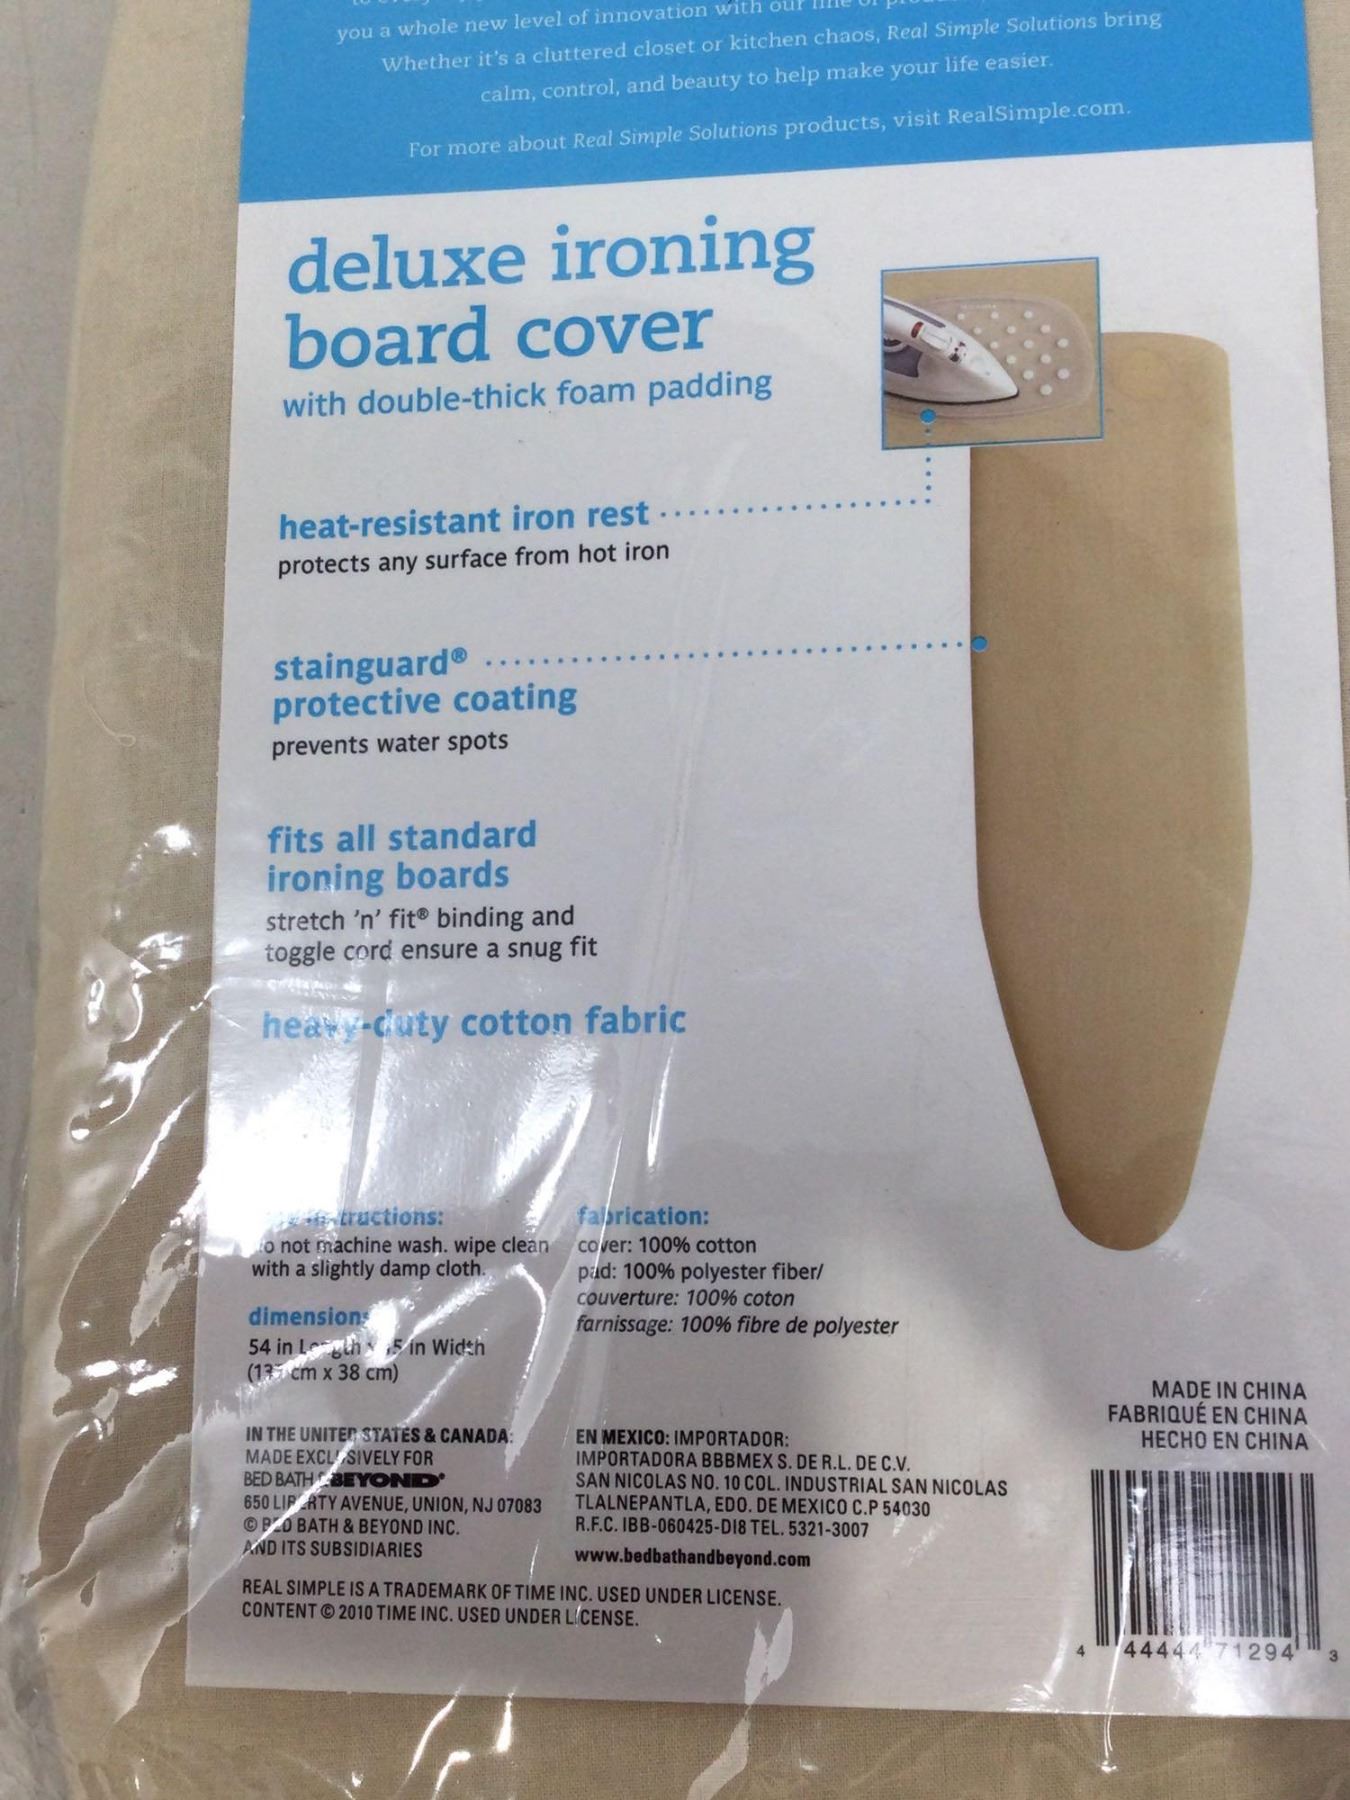 you a whole new level of innovation with our line of
Whether it's a cluttered closet or kitchen chaos, Real Simple Solutions bring
calm, control, and beauty to help make your life easier.
For more about Real Simple Solutions products, visit RealSimple.com.
deluxe ironing
board cover
with double-thick foam padding
heat-resistant iron rest
protects any surface from hot iron
stainguard®
protective coating
prevents water spots
fits all standard
ironing boards
stretch 'n' fit® binding and
toggle cord ensure a snug fit
heavy-duty cotton fabric
instructions:
do not machine wash. wipe clean
with a slightly damp cloth.
dimensions
54 in Length x 15 in Width
(137 cm x 38 cm)
fabrication:
cover: 100% cotton
pad: 100% polyester fiber/
couverture: 100% coton
farnissage: 100% fibre de polyester
IN THE UNITED STATES & CANADA:
MADE EXCLUSIVELY FOR
BED BATH & BEYOND®
650 LIBERTY AVENUE, UNION, NJ 07083
© BED BATH & BEYOND INC.
AND ITS SUBSIDIARIES
EN MEXICO: IMPORTADOR:
IMPORTADORA BBBMEX S. DE R.L. DE C.V.
SAN NICOLAS NO. 10 COL. INDUSTRIAL SAN NICOLAS
TLALNEPANTLA, EDO. DE MEXICO C.P 54030
R.F.C. IBB-060425-DI8 TEL. 5321-3007
www.bedbathandbeyond.com
REAL SIMPLE IS A TRADEMARK OF TIME INC. USED UNDER LICENSE.
CONTENT © 2010 TIME INC. USED UNDER LICENSE.
MADE IN CHINA
FABRIQUÉ EN CHINA
HECHO EN CHINA
4 44444 71294 3